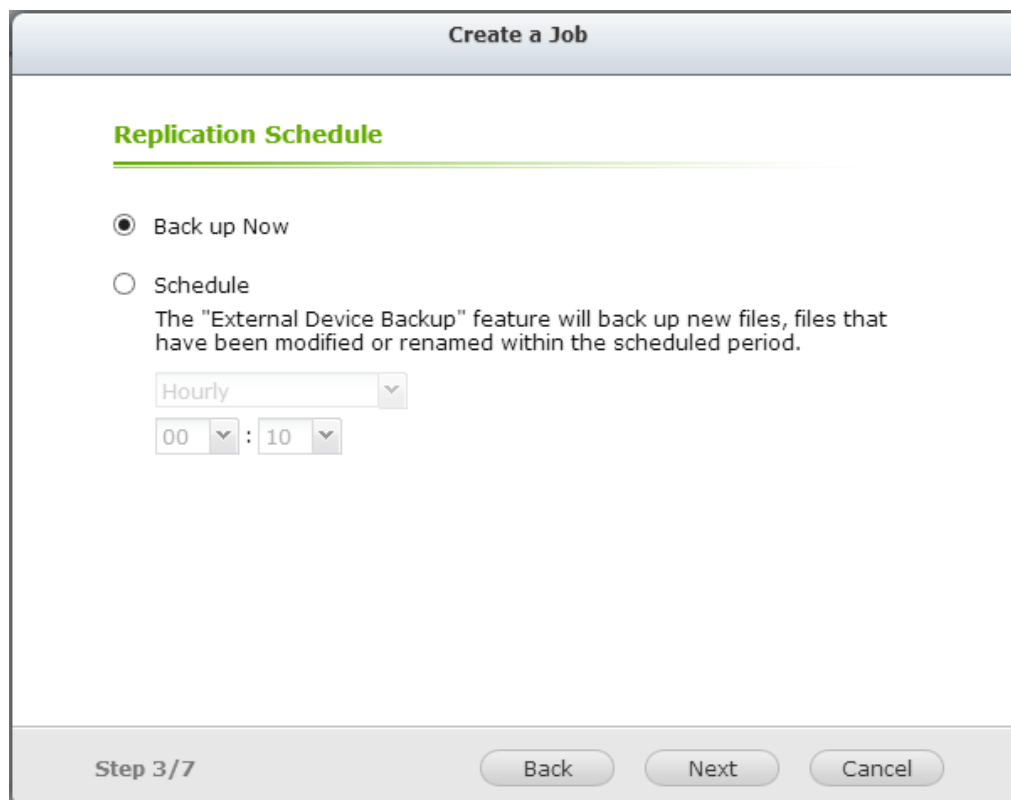 Create a Job
Replication Schedule
Back up Now
Schedule
The "External Device Backup" feature will back up new files, files that
have been modified or renamed within the scheduled period.
Hourly
00 : 10
Step 3/7 Back Next Cancel